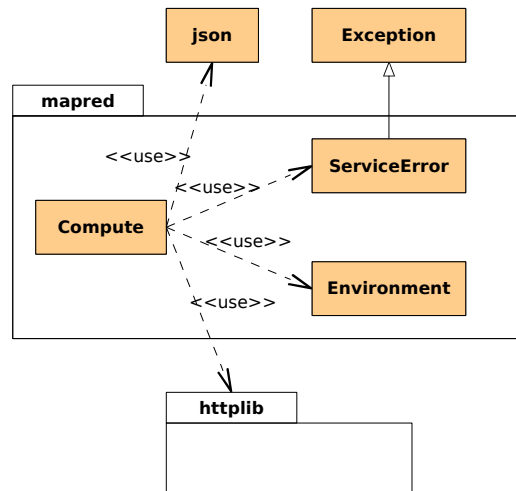 json
Exception
mapred
<<use>>
ServiceError
<<use>>
Compute
<<use>>
Environment
<<use>>
httplib